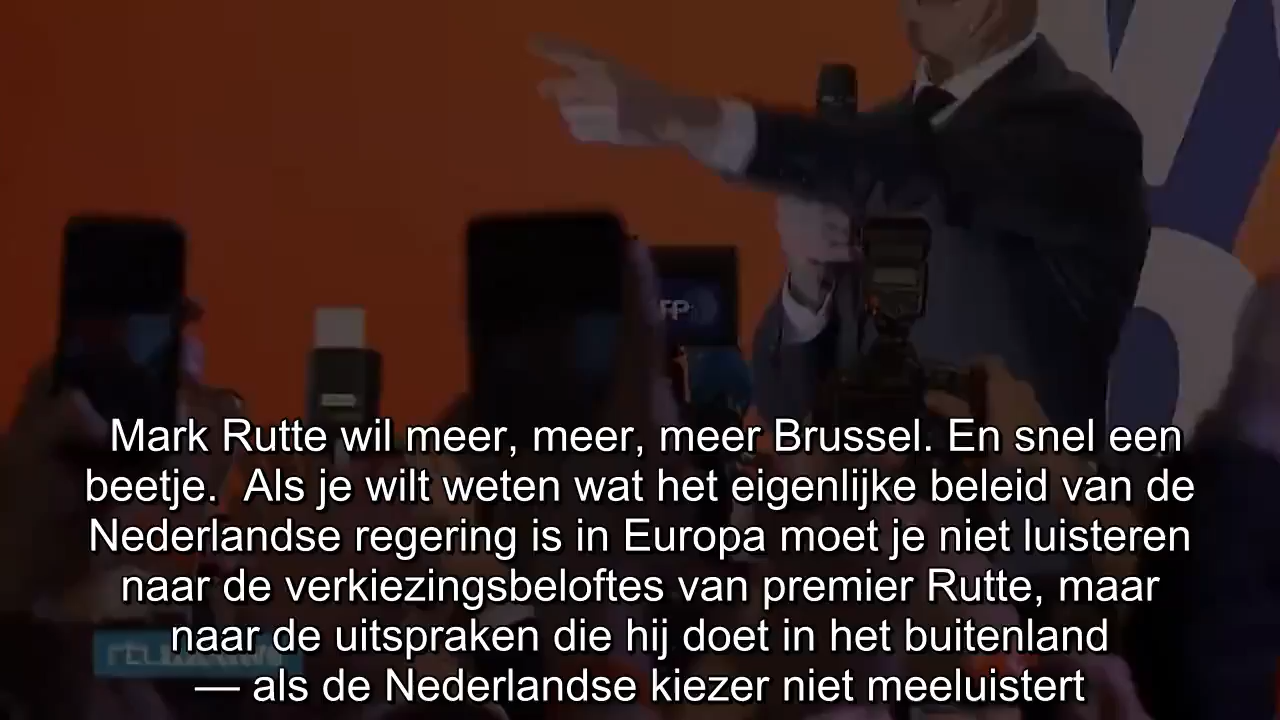 Mark Rutte wil meer, meer, meer Brussel. En snel een
beetje.  Als je wilt weten wat het eigenlijke beleid van de
Nederlandse regering is in Europa moet je niet luisteren
naar de verkiezingsbeloftes van premier Rutte, maar
naar de uitspraken die hij doet in het buitenland
— als de Nederlandse kiezer niet meeluistert